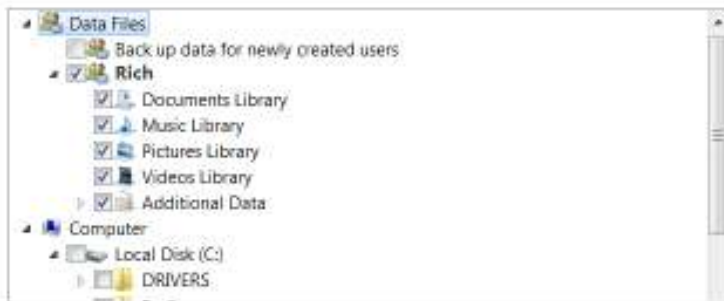 Data Files
Back up data for newly created users
Rich
Documents Library
Music Library
Pictures Library
Videos Library
Additional Data
Computer
Local Disk (C:)
DRIVERS